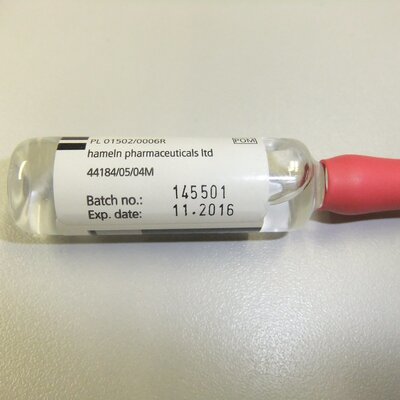 PL 01502/0006R POM
hameln pharmaceuticals ltd
44184/05/04M
Batch no.: 145501
Exp. date: 11.2016